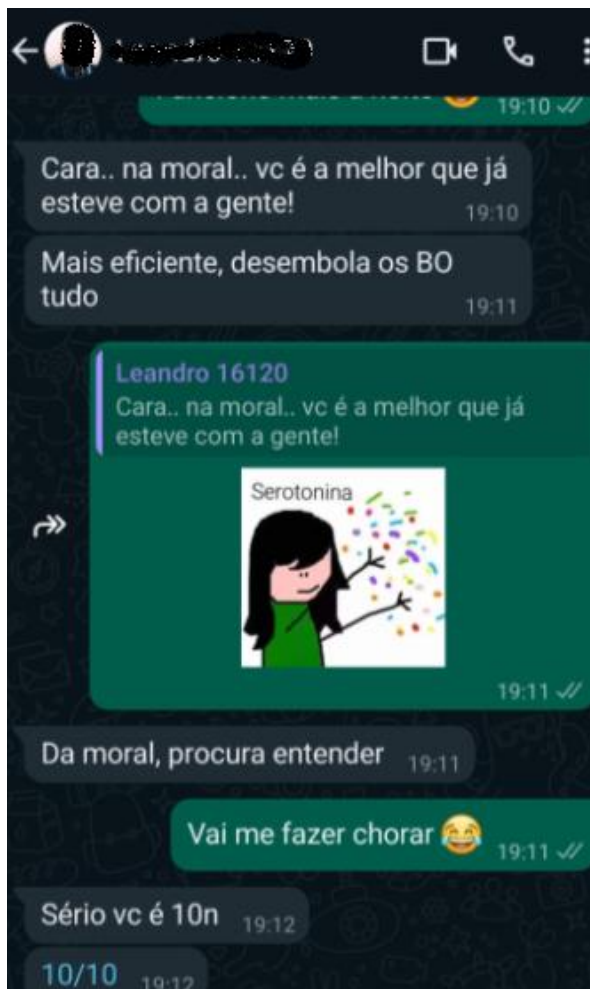 19:10
Cara.. na moral.. vc é a melhor que já
esteve com a gente!
19:10
Mais eficiente, desembola os BO
tudo
19:11
Leandro 16120
Cara.. na moral.. vc é a melhor que já
esteve com a gente!
Serotonina
19:11
Da moral, procura entender 19:11
Vai me fazer chorar 😂 19:11
Sério vc é 10n 19:12
10/10 19:12